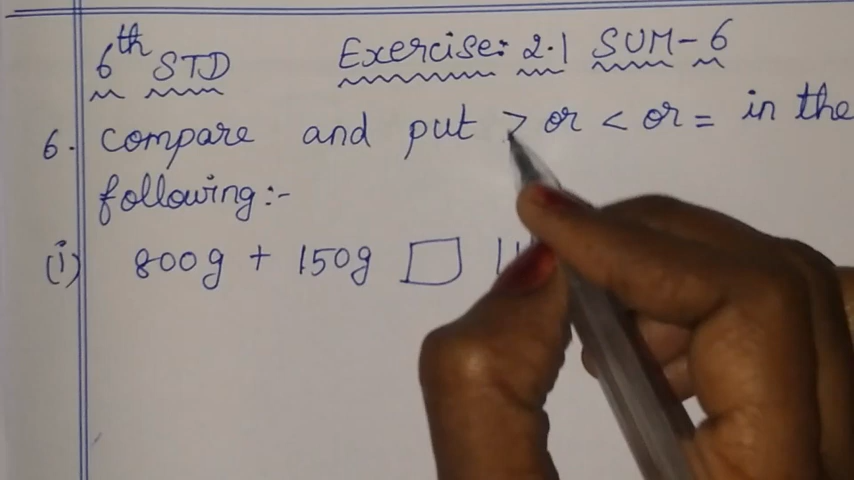 6th STD Exercise: 2.1 SUM-6
6. compare and put > or < or = in the
following:-
(i) 800g + 150g □